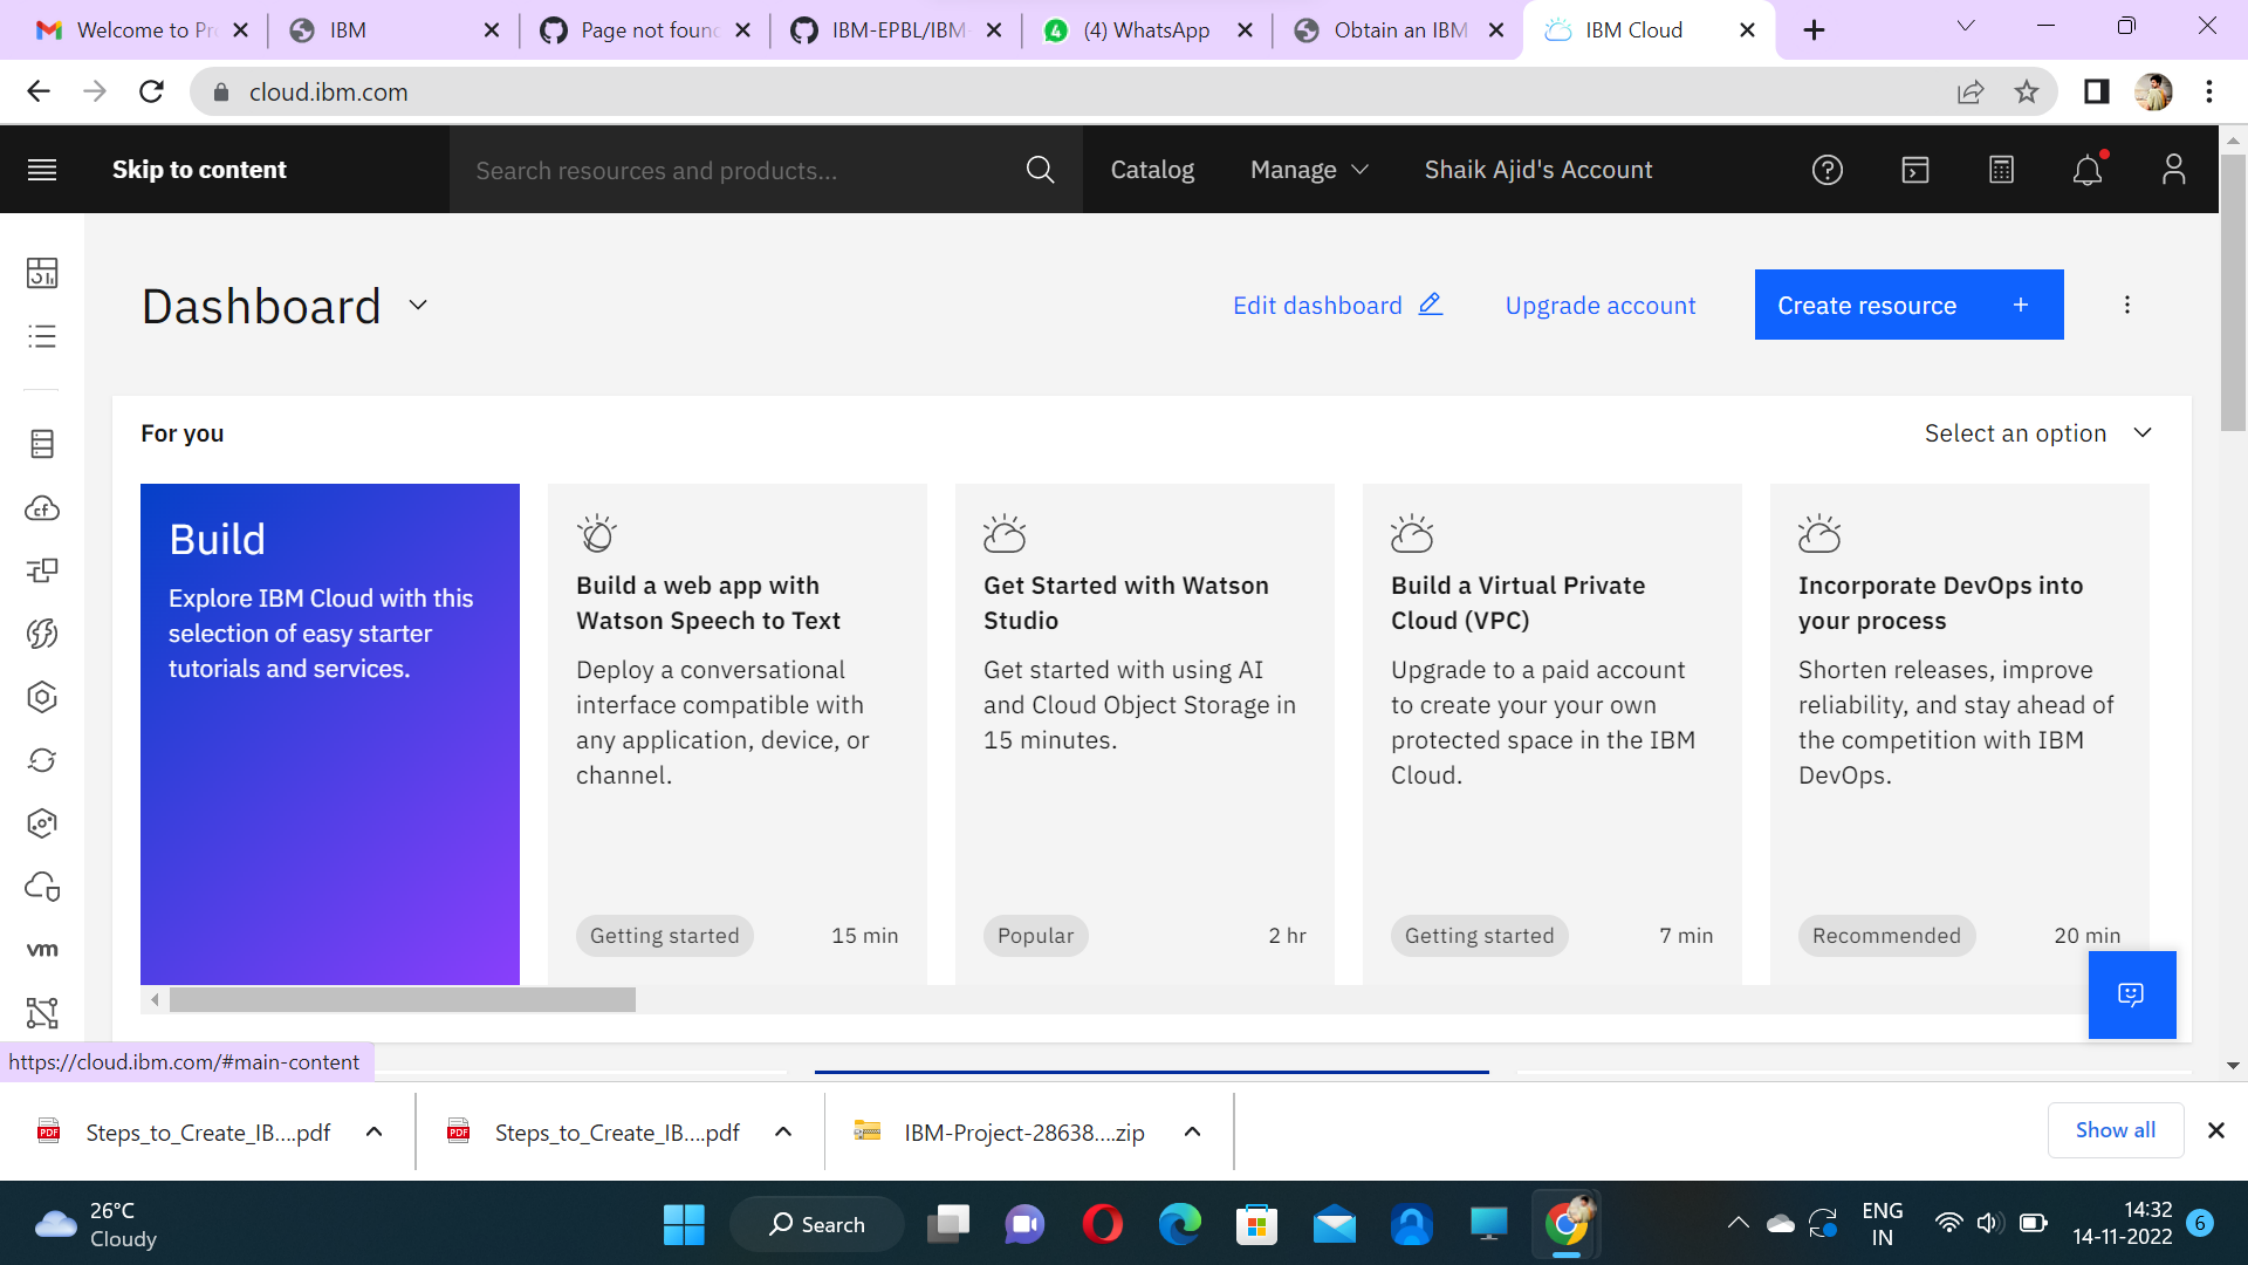 Welcome to Pr
IBM
Page not found
IBM-EPBL/IBM-
(4) WhatsApp
Obtain an IBM
IBM Cloud
cloud.ibm.com
Skip to content
Search resources and products...
Catalog
Manage
Shaik Ajid's Account
Dashboard
Edit dashboard
Upgrade account
Create resource +
For you
Select an option
Build
Explore IBM Cloud with this
selection of easy starter
tutorials and services.
Build a web app with
Watson Speech to Text
Deploy a conversational
interface compatible with
any application, device, or
channel.
Getting started
15 min
Get Started with Watson
Studio
Get started with using AI
and Cloud Object Storage in
15 minutes.
Popular
2 hr
Build a Virtual Private
Cloud (VPC)
Upgrade to a paid account
to create your your own
protected space in the IBM
Cloud.
Getting started
7 min
Incorporate DevOps into
your process
Shorten releases, improve
reliability, and stay ahead of
the competition with IBM
DevOps.
Recommended
20 min
cf
vm
https://cloud.ibm.com/#main-content
PDF
Steps_to_Create_IB....pdf
PDF
Steps_to_Create_IB....pdf
IBM-Project-28638....zip
Show all
26°C
Cloudy
Search
ENG
IN
14:32
14-11-2022
6